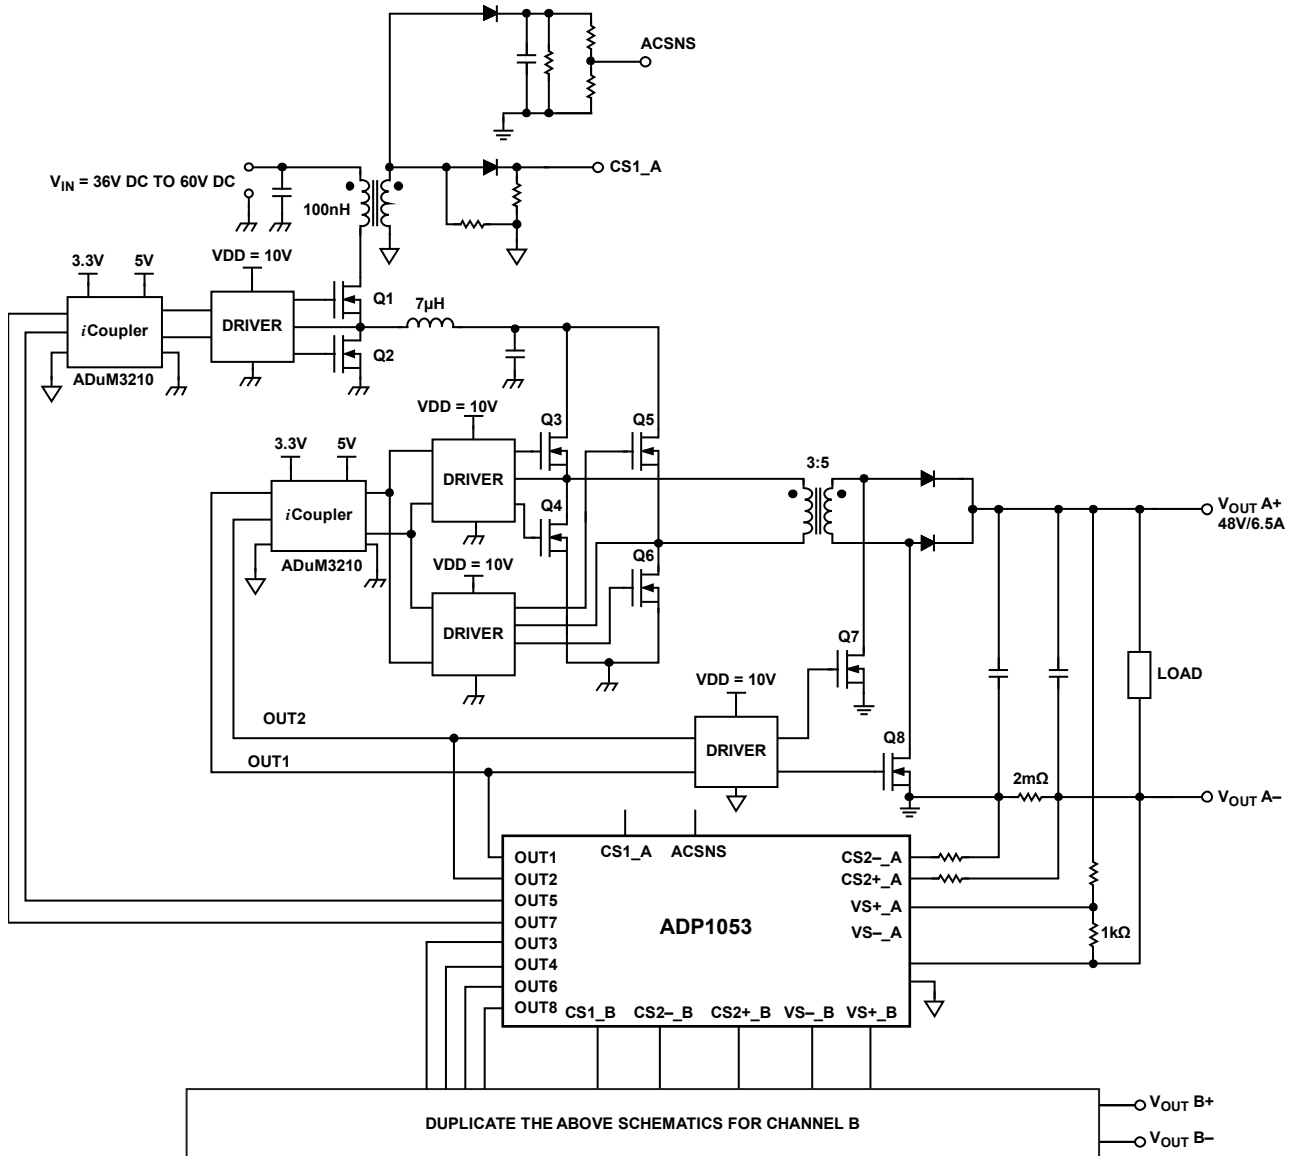 ACSNS
CS1_A
VIN = 36V DC TO 60V DC
100nH
VDD = 10V
3.3V
5V
Q1
7µH
iCoupler
DRIVER
Q2
ADuM3210
VDD = 10V
Q3
Q5
3.3V
5V
3:5
DRIVER
VOUT A+
48V/6.5A
Q4
iCoupler
Q6
ADuM3210
VDD = 10V
DRIVER
Q7
LOAD
VDD = 10V
OUT2
Q8
DRIVER
OUT1
2mΩ
VOUT A–
CS1_A
ACSNS
OUT1
CS2–_A
OUT2
CS2+_A
OUT5
VS+_A
OUT7
ADP1053
VS–_A
1kΩ
OUT3
OUT4
OUT6
OUT8
CS1_B
CS2–_B
CS2+_B
VS–_B
VS+_B
VOUT B+
DUPLICATE THE ABOVE SCHEMATICS FOR CHANNEL B
VOUT B–